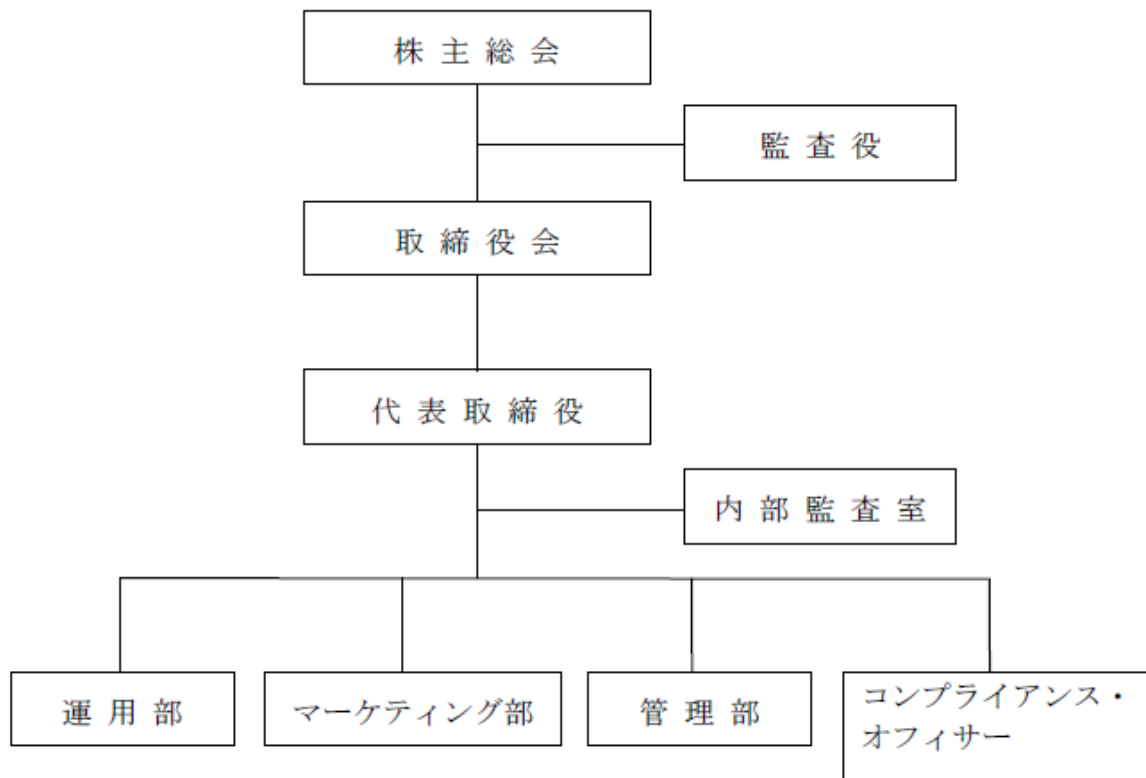 株主総会
監査役
取締役会
代表取締役
内部監査室
運用部
マーケティング部
管理部
コンプライアンス・
オフィサー